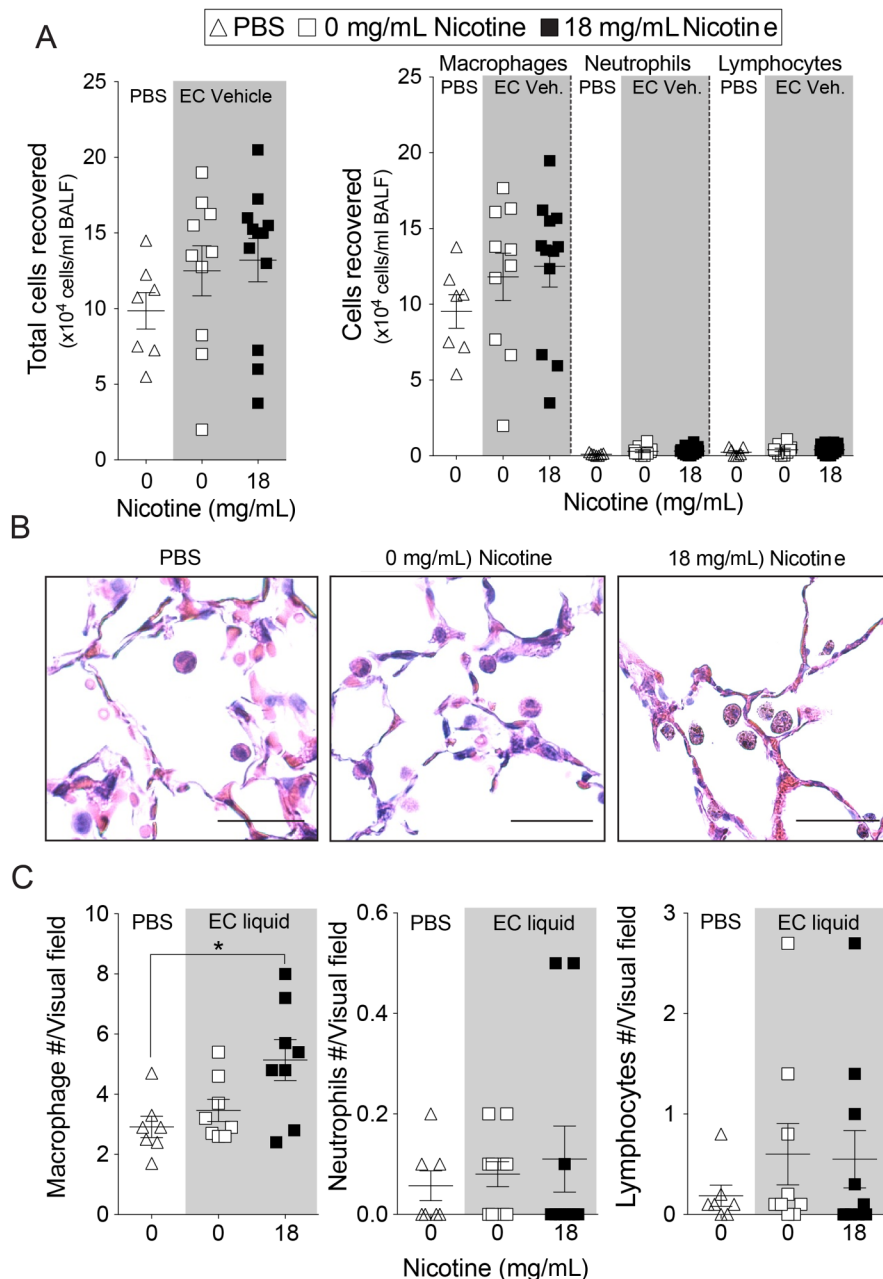 A
PBS 0 mg/mL Nicotine 18 mg/mL Nicotine
Macrophages Neutrophils Lymphocytes
PBS EC Vehicle
PBS EC Veh. PBS EC Veh. PBS EC Veh.
Total cells recovered
(x10⁴ cells/ml BALF)
25
20
15
10
5
0
0 0 18
Nicotine (mg/mL)
Cells recovered
(x10⁴ cells/ml BALF)
25
20
15
10
5
0
0 0 18 0 0 18 0 0 18
Nicotine (mg/mL)
B
PBS 0 mg/mL) Nicotine 18 mg/mL) Nicotine
C
Macrophage #/Visual field
10
8
6
4
2
0
PBS EC liquid
*
0 0 18
Neutrophils #/Visual field
0.6
0.4
0.2
0.0
PBS EC liquid
0 0 18
Lymphocytes #/Visual field
3
2
1
0
PBS EC liquid
0 0 18
Nicotine (mg/mL)